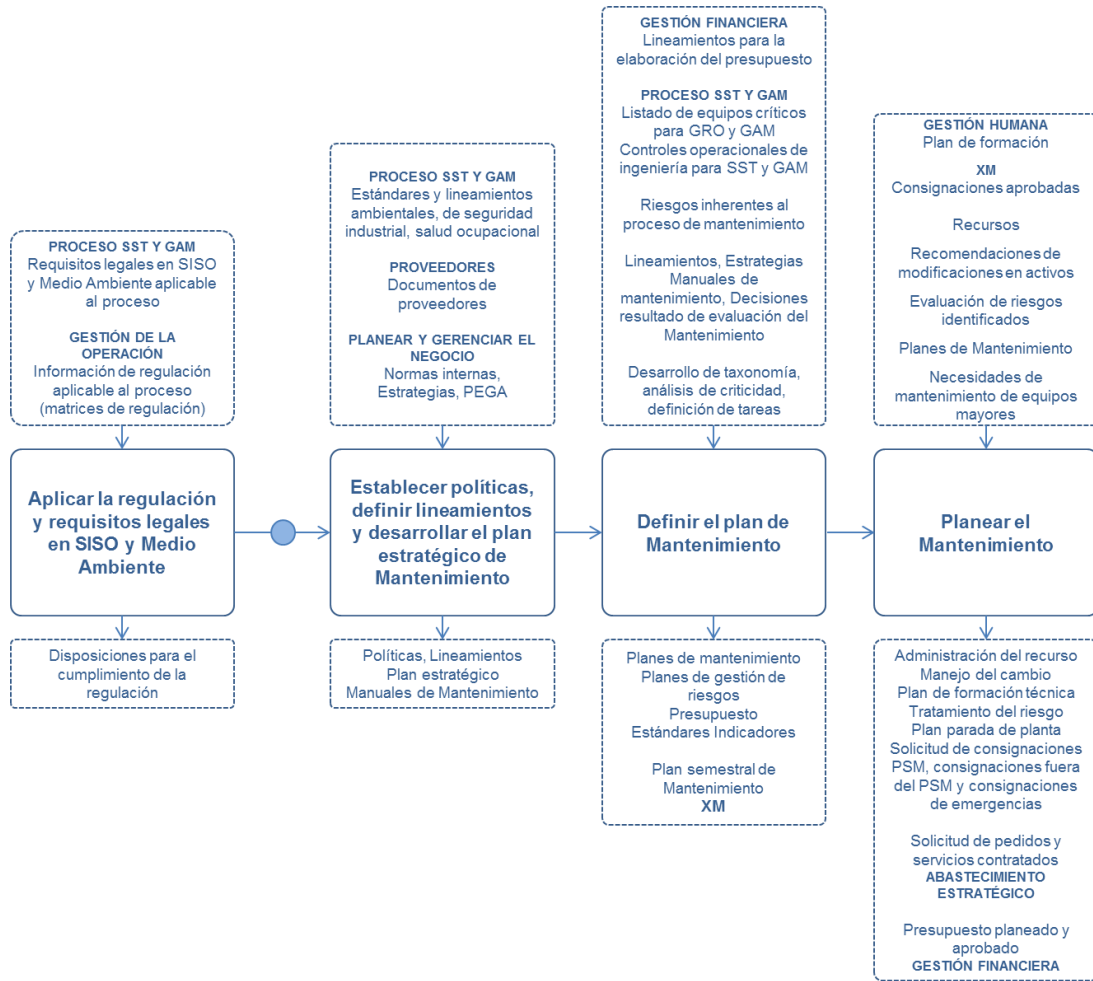 PROCESO SST Y GAM
Requisitos legales en SISO
y Medio Ambiente aplicable
al proceso
GESTIÓN DE LA
OPERACIÓN
Información de regulación
aplicable al proceso
(matrices de regulación)
Aplicar la regulación
y requisitos legales
en SISO y Medio
Ambiente
Disposiciones para el
cumplimiento de la
regulación
PROCESO SST Y GAM
Estándares y lineamientos
ambientales, de seguridad
industrial, salud ocupacional
PROVEEDORES
Documentos de
proveedores
PLANEAR Y GERENCIAR EL
NEGOCIO
Normas internas,
Estrategias, PEGA
Establecer políticas,
definir lineamientos
y desarrollar el plan
estratégico de
Mantenimiento
Políticas, Lineamientos
Plan estratégico
Manuales de Mantenimiento
GESTIÓN FINANCIERA
Lineamientos para la
elaboración del presupuesto
PROCESO SST Y GAM
Listado de equipos críticos
para GRO y GAM
Controles operacionales de
ingeniería para SST y GAM
Riesgos inherentes al
proceso de mantenimiento
Lineamientos, Estrategias
Manuales de
mantenimiento, Decisiones
resultado de evaluación del
Mantenimiento
Desarrollo de taxonomía,
análisis de criticidad,
definición de tareas
Definir el plan de
Mantenimiento
Planes de mantenimiento
Planes de gestión de
riesgos
Presupuesto
Estándares Indicadores
Plan semestral de
Mantenimiento
XM
GESTIÓN HUMANA
Plan de formación
XM
Consignaciones aprobadas
Recursos
Recomendaciones de
modificaciones en activos
Evaluación de riesgos
identificados
Planes de Mantenimiento
Necesidades de
mantenimiento de equipos
mayores
Planear el
Mantenimiento
Administración del recurso
Manejo del cambio
Plan de formación técnica
Tratamiento del riesgo
Plan parada de planta
Solicitud de consignaciones
PSM, consignaciones fuera
del PSM y consignaciones
de emergencias
Solicitud de pedidos y
servicios contratados
ABASTECIMIENTO
ESTRATÉGICO
Presupuesto planeado y
aprobado
GESTIÓN FINANCIERA